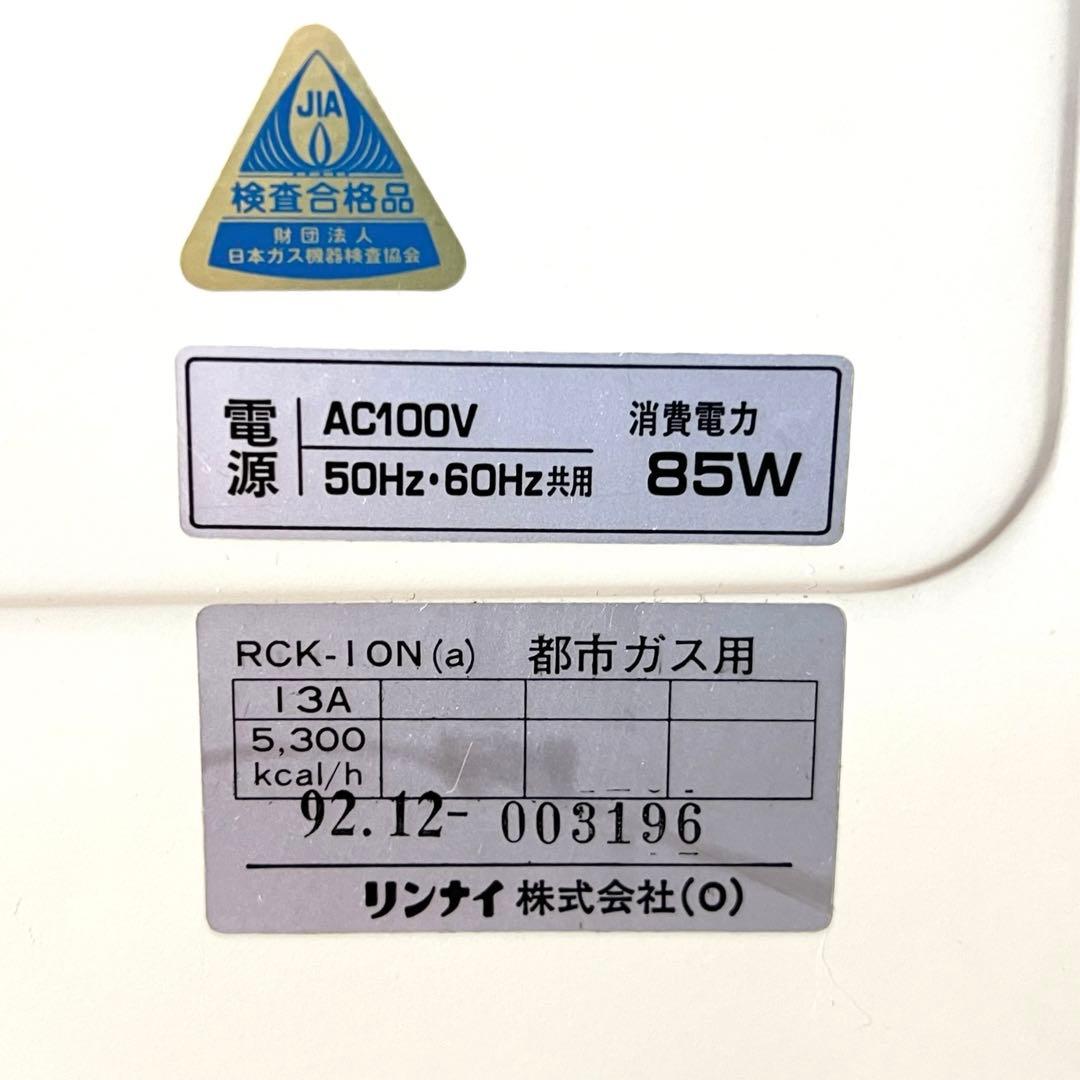 JIA
検査合格品
財団法人
日本ガス機器検査協会
電源
AC100V
50Hz・60Hz共用
消費電力
85W
RCK-10N(a) 都市ガス用
13A
5,300
kcal/h
92.12- 003196
リンナイ株式会社(O)